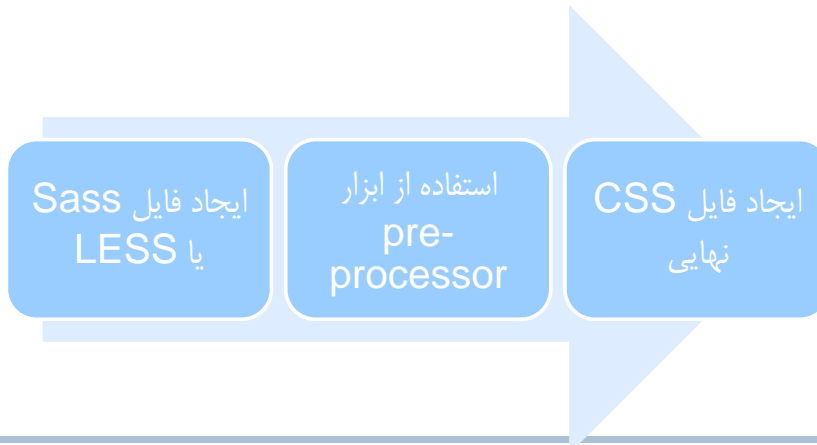 ایجاد فایل Sass
یا LESS
استفاده از ابزار
pre-
processor
ایجاد فایل CSS
نهایی